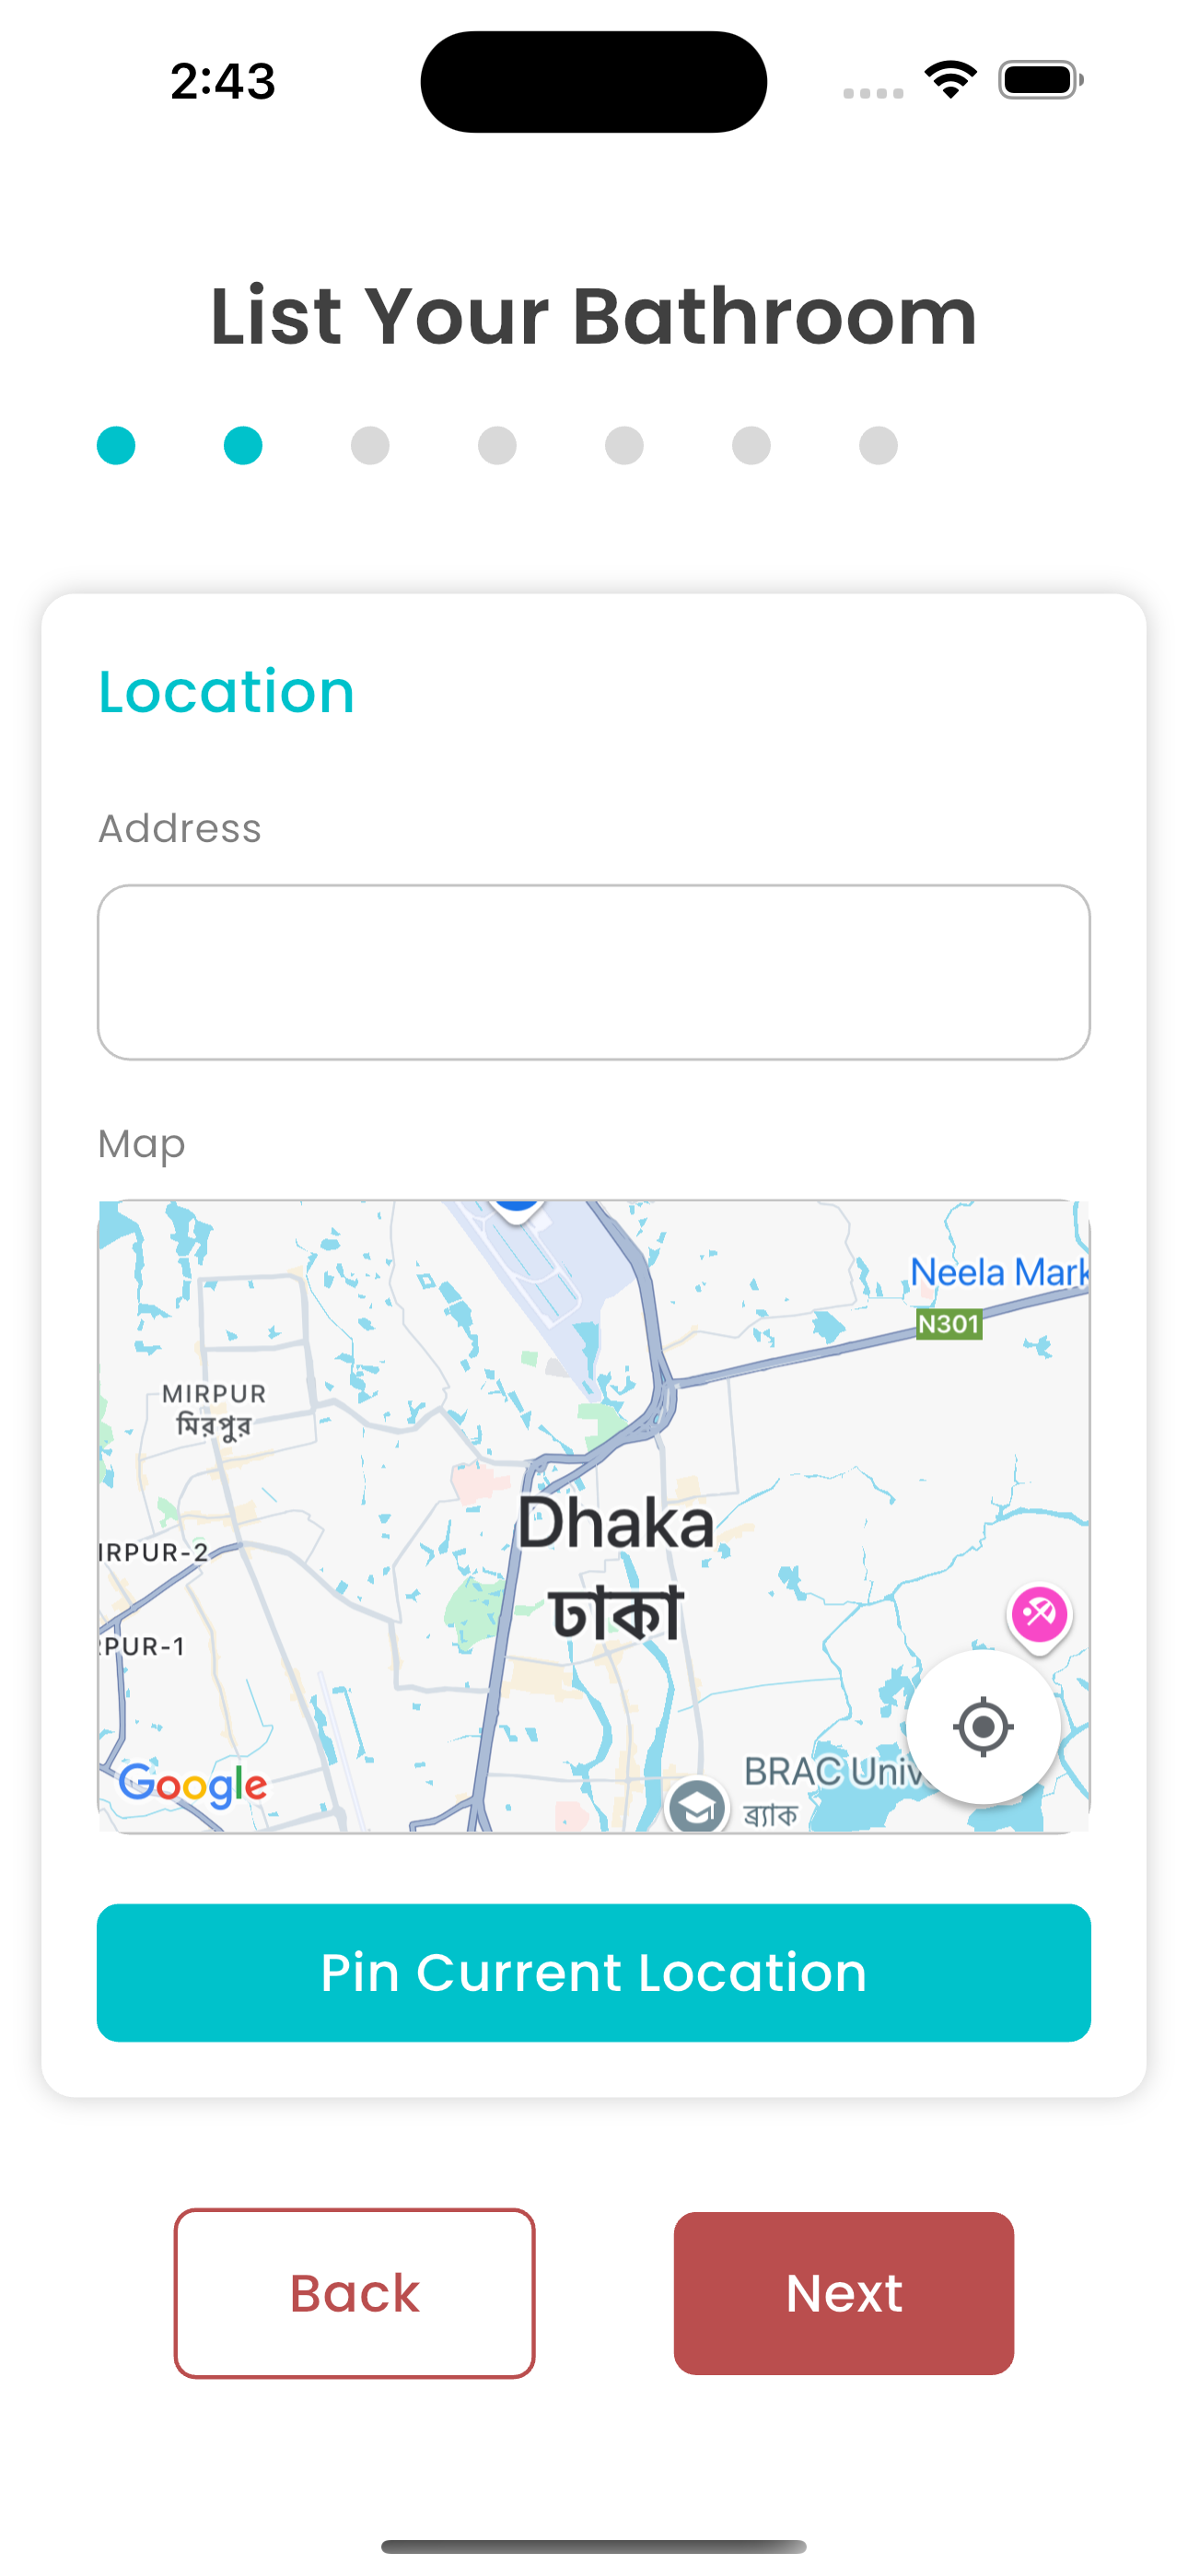 2:43
List Your Bathroom
Location
Address
Map
Neela Mark
N301
MIRPUR
মিরপুর
Dhaka
ঢাকা
IRPUR-2
RPUR-1
BRAC Univ
ব্র্যাক
Google
Pin Current Location
Back
Next